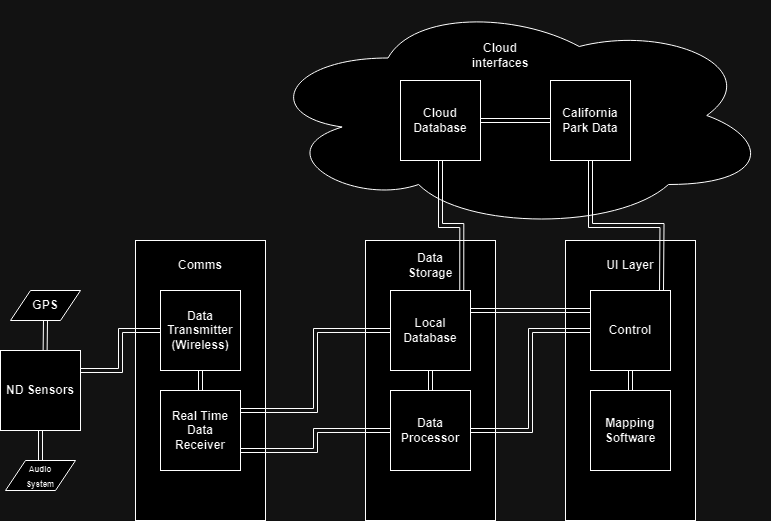 Cloud
interfaces
Cloud
Database
California
Park Data
Comms
Data
Storage
UI Layer
GPS
Data
Transmitter
(Wireless)
Local
Database
Control
ND Sensors
Real Time
Data
Receiver
Data
Processor
Mapping
Software
Audio
System